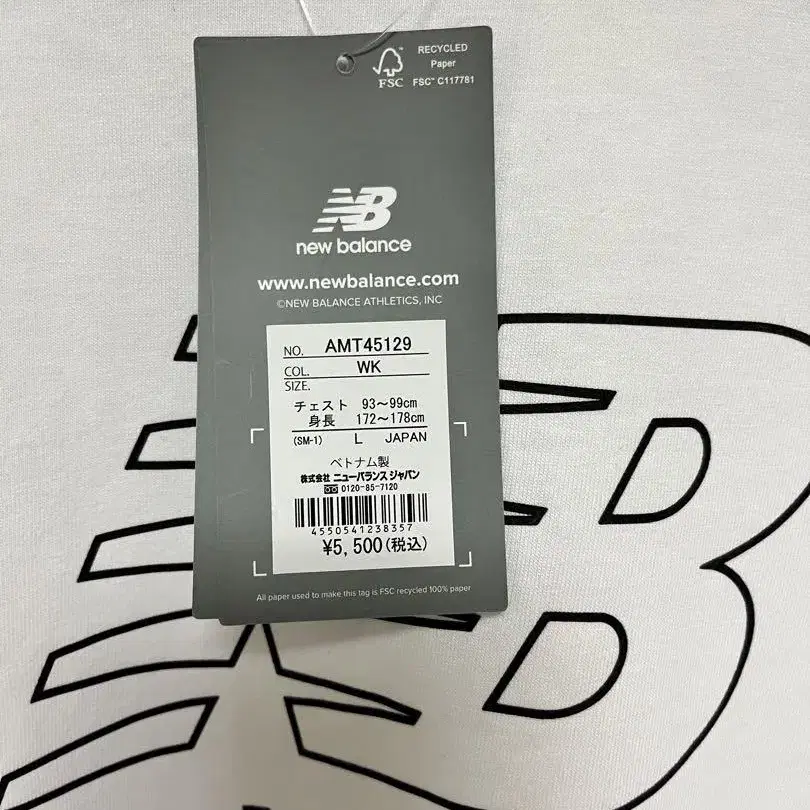 RECYCLED
Paper
FSC™ C117781
FSC
NB
new balance
www.newbalance.com
©NEW BALANCE ATHLETICS, INC
NO. AMT45129
COL. WK
SIZE.
チェスト 93~99cm
身長 172~178cm
(SM-1) L JAPAN
ベトナム製
株式会社 ニューバランス ジャパン
0120-85-7120
4550541238357
¥5,500(税込)
All paper used to make this tag is FSC recycled 100% paper
B